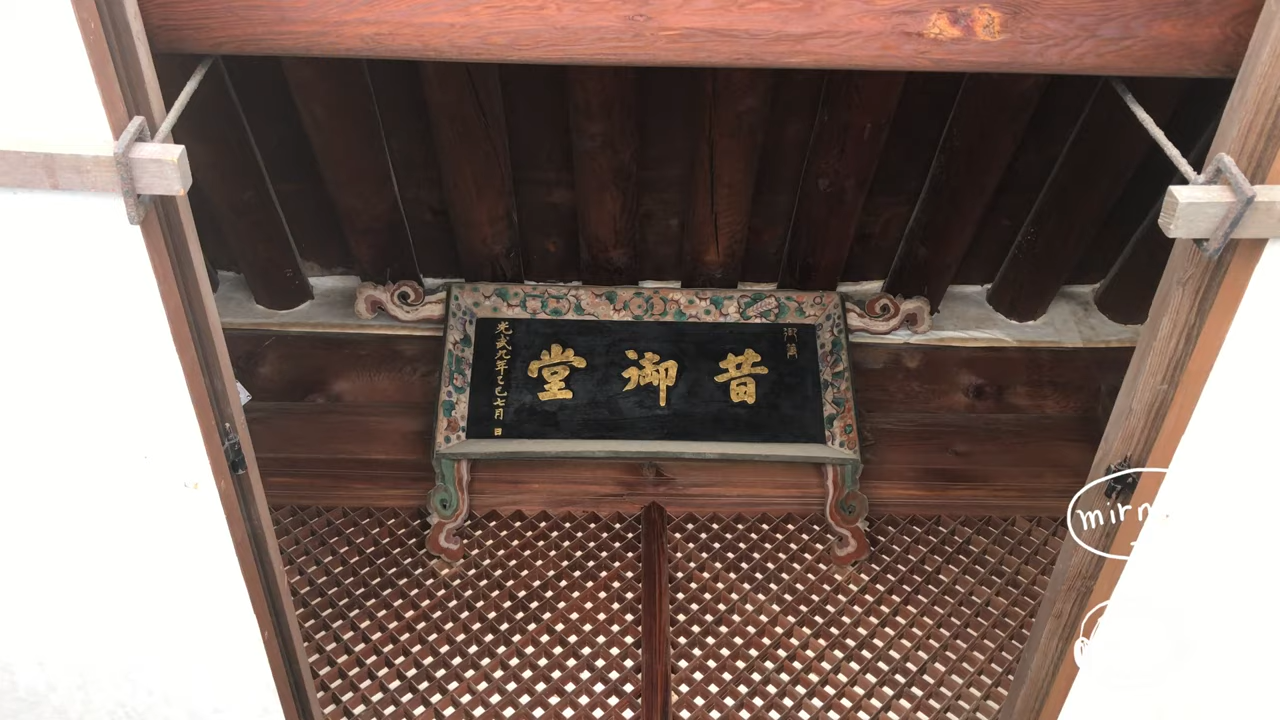 御筆
昔御堂
光武九年乙巳七月 日